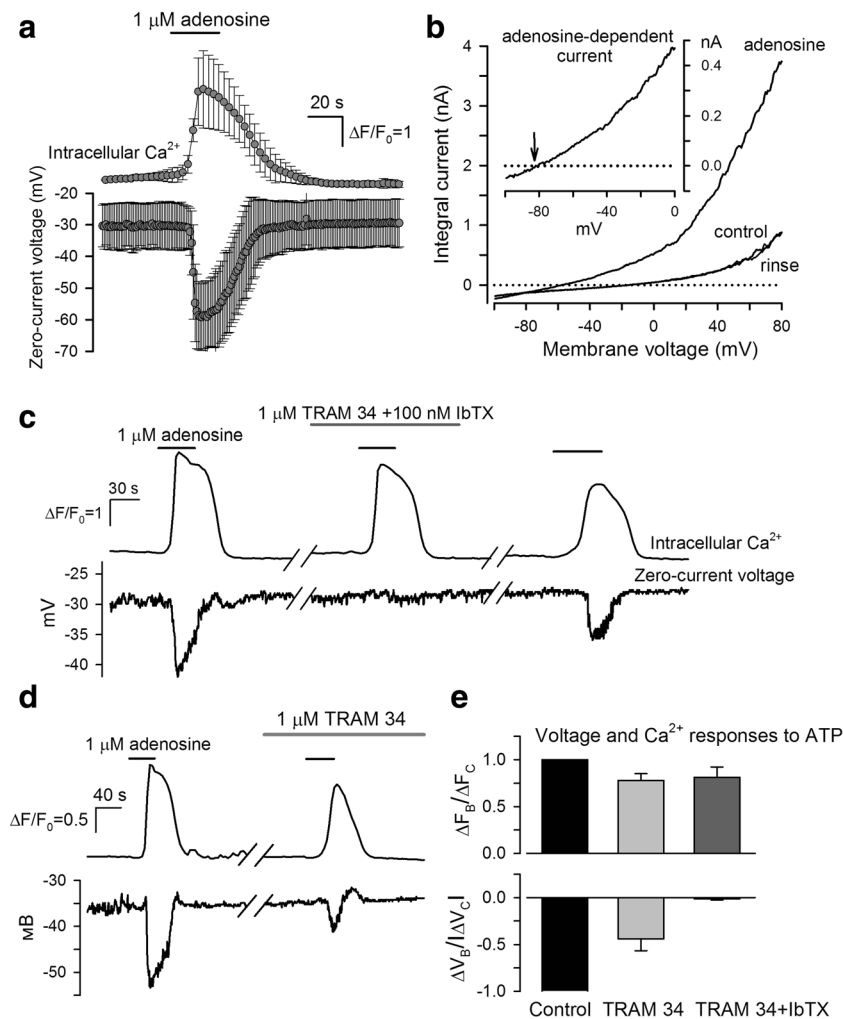 a
1 µM adenosine
20 s
ΔF/F₀=1
Intracellular Ca²⁺
Zero-current voltage (mV)
-20
-30
-40
-50
-60
-70
b
Integral current (nA)
4
3
2
1
0
adenosine-dependent
current
nA
0.4
0.2
0.0
-80
-40
0
mV
adenosine
control
rinse
-80
-40
0
40
80
Membrane voltage (mV)
c
1 µM TRAM 34 +100 nM IbTX
1 µM adenosine
30 s
ΔF/F₀=1
Intracellular Ca²⁺
Zero-current voltage
mV
-25
-30
-35
-40
d
1 µM TRAM 34
1 µM adenosine
40 s
ΔF/F₀=0.5
мВ
-30
-40
-50
e
Voltage and Ca²⁺ responses to ATP
ΔF_B/ΔF_C
1.0
0.5
0.0
ΔV_B/|ΔV_C|
0.0
-0.5
-1.0
Control
TRAM 34
TRAM 34+IbTX